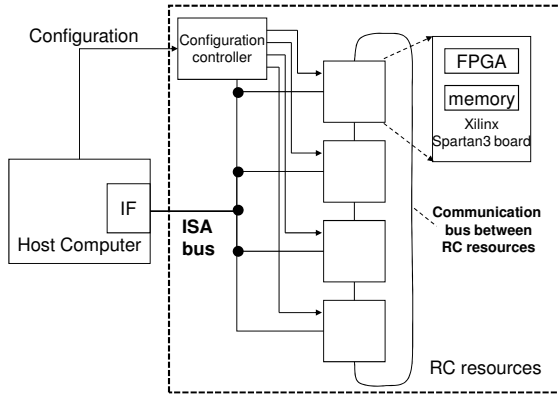 Configuration
Configuration
controller
FPGA
memory
Xilinx
Spartan3 board
IF
Host Computer
ISA
bus
Communication
bus between
RC resources
RC resources